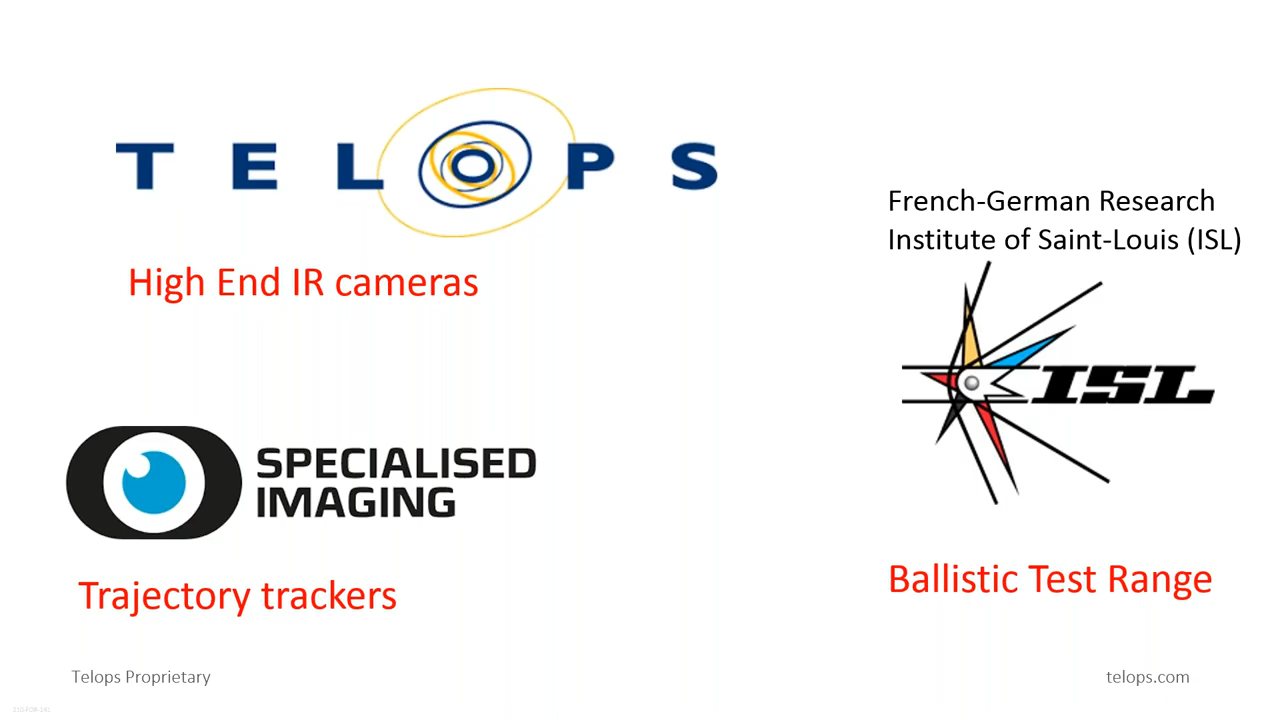 TELOPS
High End IR cameras
French-German Research
Institute of Saint-Louis (ISL)
ISL
SPECIALISED
IMAGING
Trajectory trackers
Ballistic Test Range
Telops Proprietary
telops.com